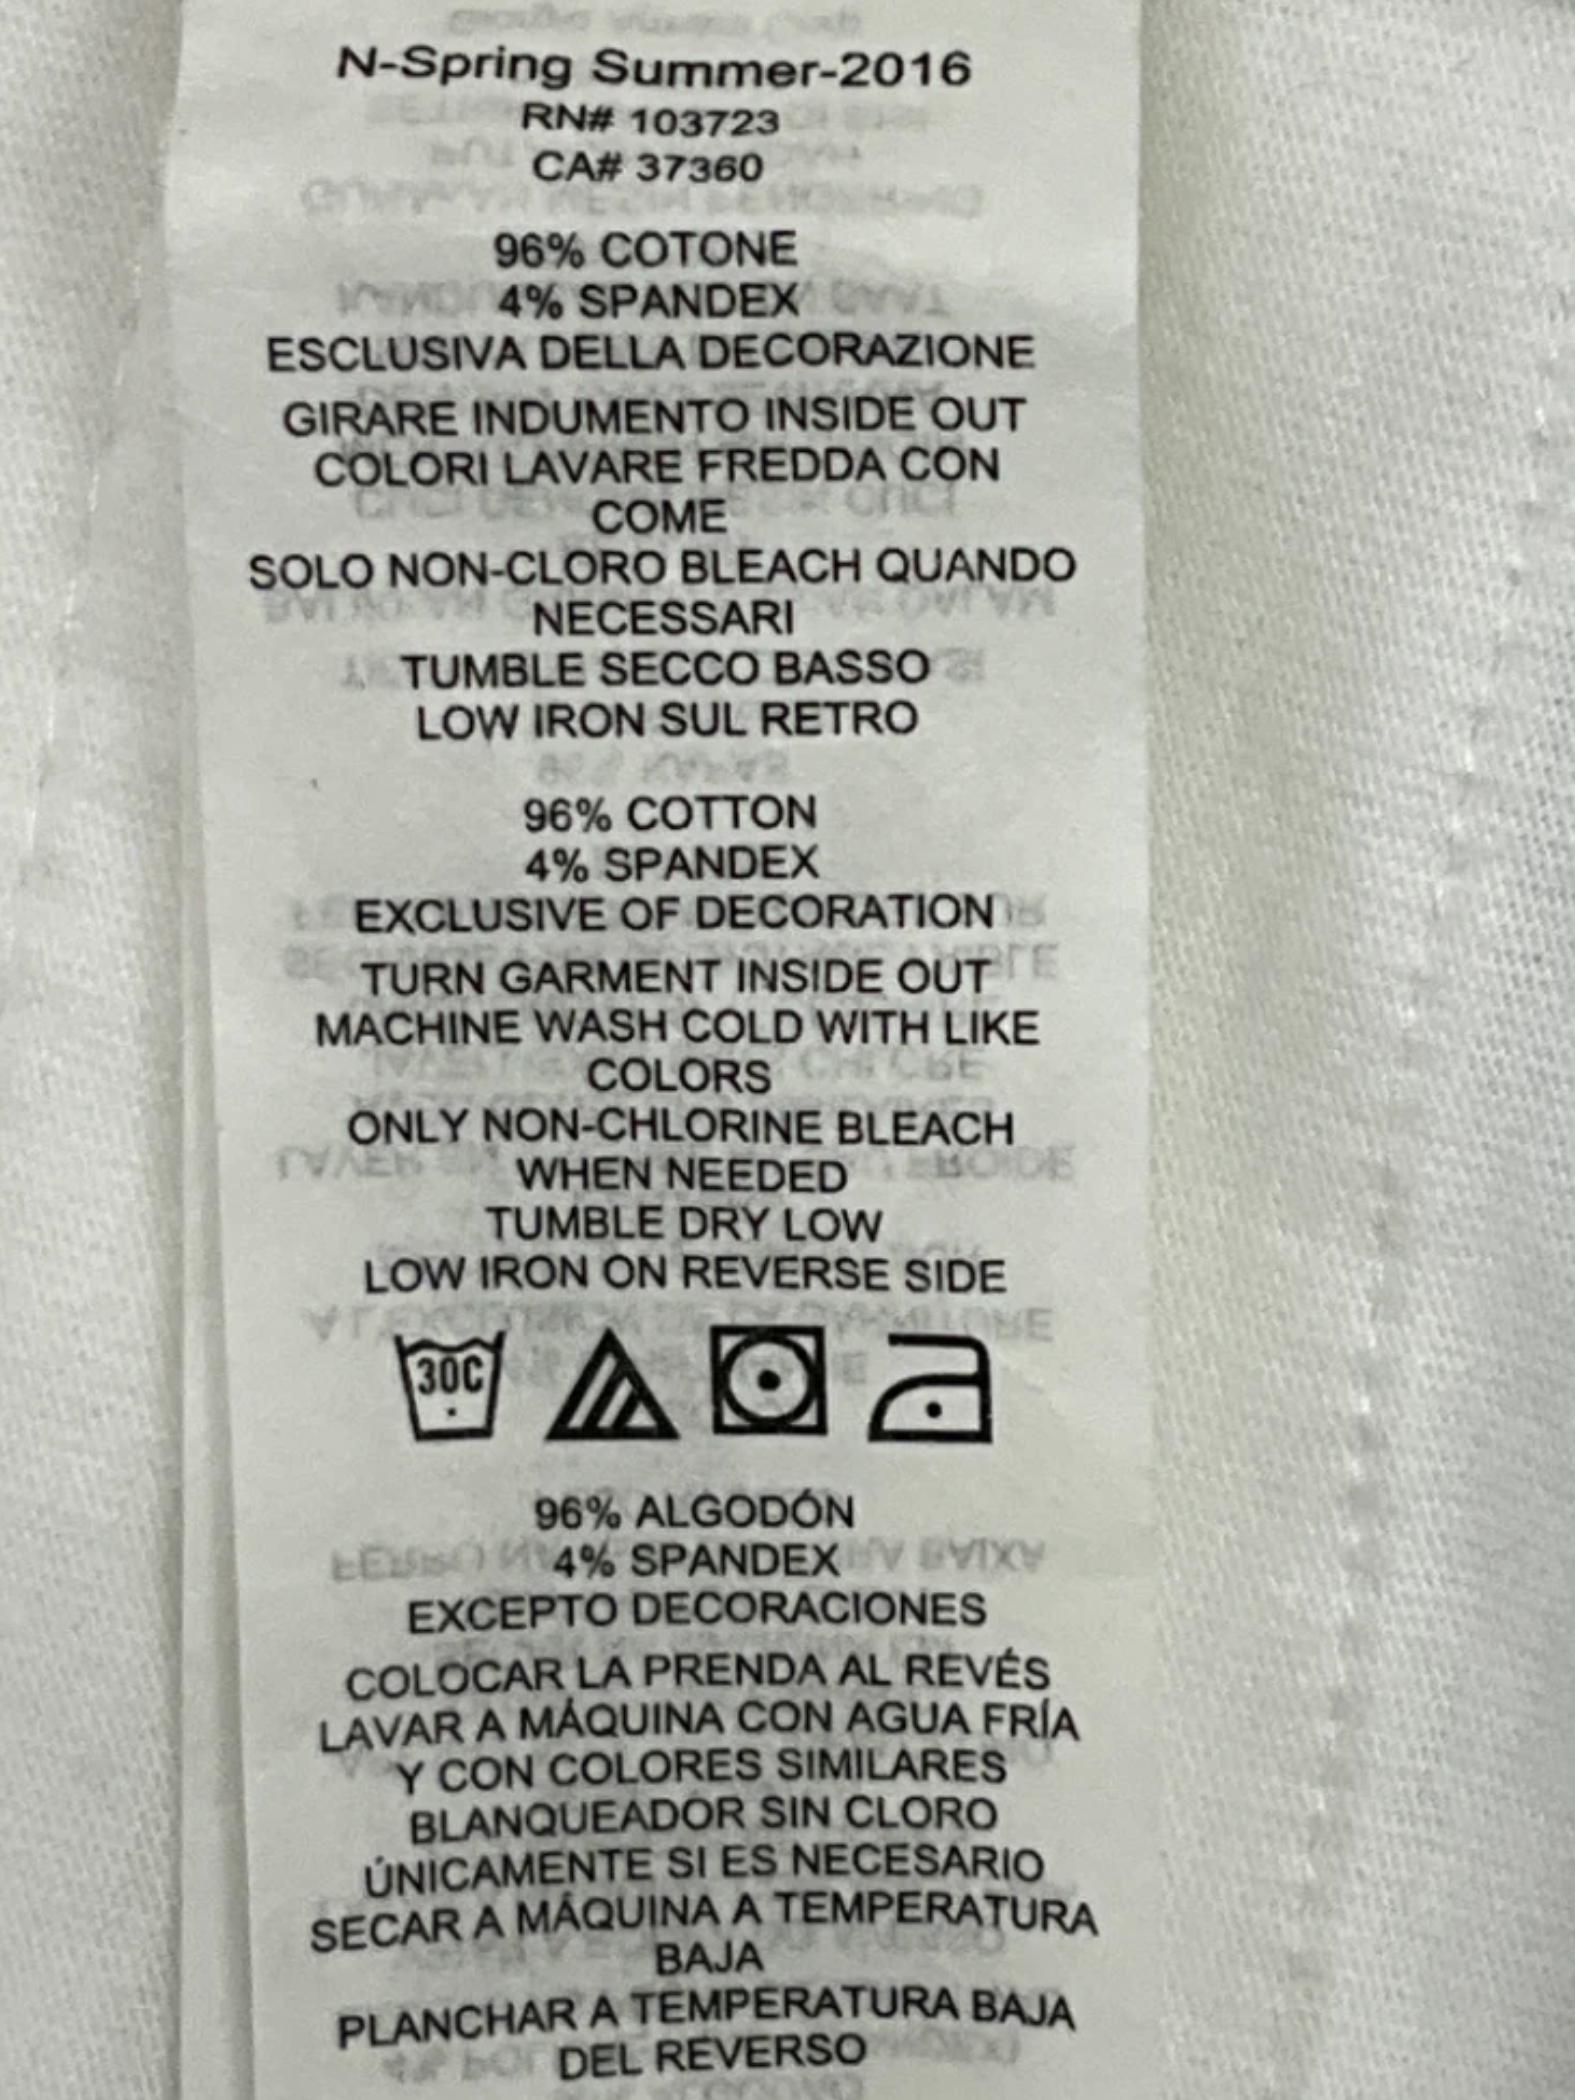 N-Spring Summer-2016
RN# 103723
CA# 37360
96% COTONE
4% SPANDEX
ESCLUSIVA DELLA DECORAZIONE
GIRARE INDUMENTO INSIDE OUT
COLORI LAVARE FREDDA CON
COME
SOLO NON-CLORO BLEACH QUANDO
NECESSARI
TUMBLE SECCO BASSO
LOW IRON SUL RETRO
96% COTTON
4% SPANDEX
EXCLUSIVE OF DECORATION
TURN GARMENT INSIDE OUT
MACHINE WASH COLD WITH LIKE
COLORS
ONLY NON-CHLORINE BLEACH
WHEN NEEDED
TUMBLE DRY LOW
LOW IRON ON REVERSE SIDE
30C
96% ALGODÓN
4% SPANDEX
EXCEPTO DECORACIONES
COLOCAR LA PRENDA AL REVÉS
LAVAR A MÁQUINA CON AGUA FRÍA
Y CON COLORES SIMILARES
BLANQUEADOR SIN CLORO
ÚNICAMENTE SI ES NECESARIO
SECAR A MÁQUINA A TEMPERATURA
BAJA
PLANCHAR A TEMPERATURA BAJA
DEL REVERSO